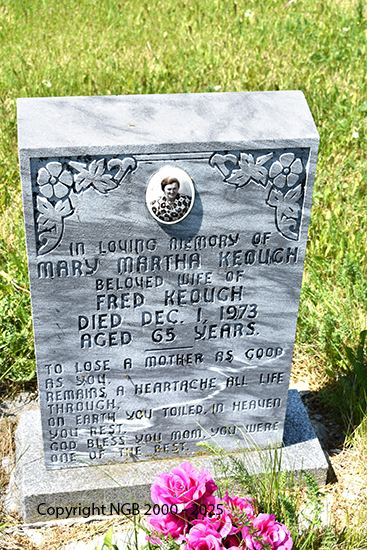 IN LOVING MEMORY OF
MARY MARTHA KEOUGH
BELOVED WIFE OF
FRED KEOUGH
DIED DEC. 1, 1973
AGED 65 YEARS.
TO LOSE A MOTHER AS GOOD
AS YOU,
REMAINS, A HEARTACHE ALL LIFE
THROUGH,
ON EARTH YOU TOILED, IN HEAVEN
YOU REST,
GOD BLESS YOU MOM, YOU WERE
ONE OF THE BEST.
Copyright NGB 2000 - 2025